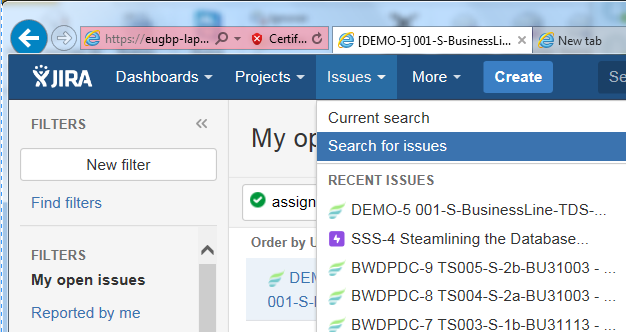 https://eugbp-lap... Certif...
[DEMO-5] 001-S-BusinessLi...
New tab
JIRA Dashboards Projects Issues More Create Se
FILTERS
New filter
Find filters
FILTERS
My open issues
Reported by me
My op
assign
Order by U
DEM
001-S-
Current search
Search for issues
RECENT ISSUES
DEMO-5 001-S-BusinessLine-TDS-...
SSS-4 Steamlining the Database...
BWDPDC-9 TS005-S-2b-BU31003 - ...
BWDPDC-8 TS004-S-2a-BU31003 - ...
BWDPDC-7 TS003-S-1b-BU31113 - ...